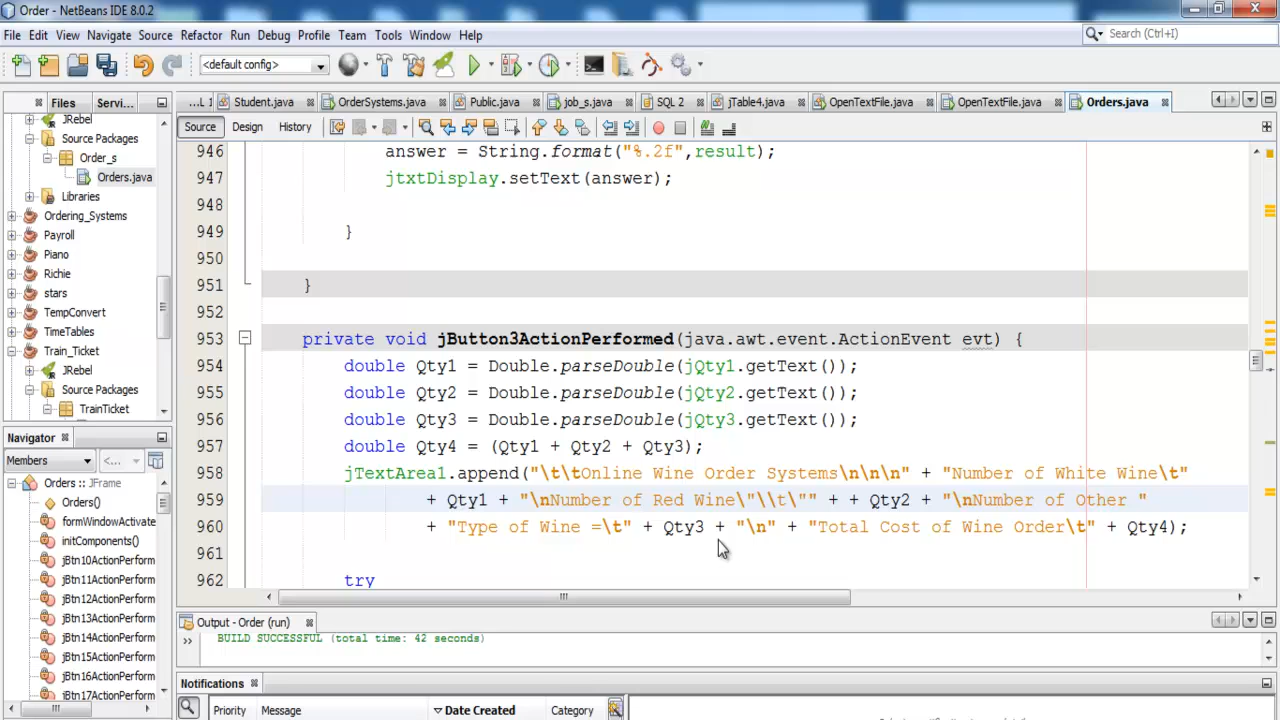 Order - NetBeans IDE 8.0.2
File Edit View Navigate Source Refactor Run Debug Profile Team Tools Window Help
Search (Ctrl+I)
<default config>
Files Servi...
...L 1 Student.java OrderSystems.java Public.java job_s.java SQL 2 jTable4.java OpenTextFile.java OpenTextFile.java Orders.java
Source Design History
JRebel
Source Packages
Order_s
Orders.java
Libraries
Ordering_Systems
Payroll
Piano
Richie
stars
TempConvert
TimeTables
Train_Ticket
JRebel
Source Packages
TrainTicket
Navigator
Members <...>
Orders :: JFrame
Orders()
formWindowActivate
initComponents()
jBtn10ActionPerform
jBtn11ActionPerform
jBtn12ActionPerform
jBtn13ActionPerform
jBtn14ActionPerform
jBtn15ActionPerform
jBtn16ActionPerform
jBtn17ActionPerform
946 answer = String.format("%.2f",result);
947 jtxtDisplay.setText(answer);
948
949 }
950
951 }
952
953 private void jButton3ActionPerformed(java.awt.event.ActionEvent evt) {
954 double Qty1 = Double.parseDouble(jQty1.getText());
955 double Qty2 = Double.parseDouble(jQty2.getText());
956 double Qty3 = Double.parseDouble(jQty3.getText());
957 double Qty4 = (Qty1 + Qty2 + Qty3);
958 jTextArea1.append("\t\tOnline Wine Order Systems\n\n\n" + "Number of White Wine\t"
959 + Qty1 + "\nNumber of Red Wine\"\\t\"" + + Qty2 + "\nNumber of Other "
960 + "Type of Wine =\t" + Qty3 + "\n" + "Total Cost of Wine Order\t" + Qty4);
961
962 try
Output - Order (run)
BUILD SUCCESSFUL (total time: 42 seconds)
Notifications
Priority Message Date Created Category